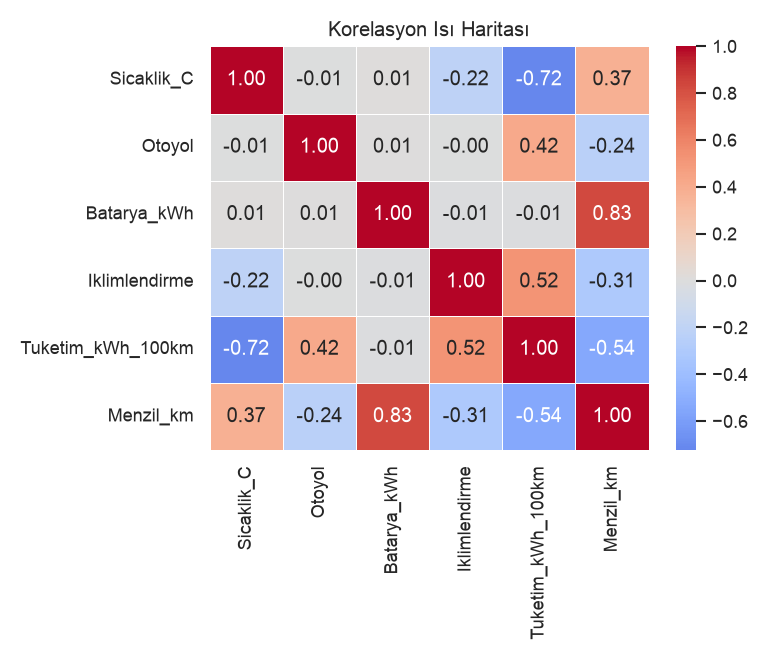 Korelasyon Isı Haritası
Sicaklik_C 1.00 -0.01 0.01 -0.22 -0.72 0.37
Otoyol -0.01 1.00 0.01 -0.00 0.42 -0.24
Batarya_kWh 0.01 0.01 1.00 -0.01 -0.01 0.83
Iklimlendirme -0.22 -0.00 -0.01 1.00 0.52 -0.31
Tuketim_kWh_100km -0.72 0.42 -0.01 0.52 1.00 -0.54
Menzil_km 0.37 -0.24 0.83 -0.31 -0.54 1.00
Sicaklik_C
Otoyol
Batarya_kWh
Iklimlendirme
Tuketim_kWh_100km
Menzil_km
1.0
0.8
0.6
0.4
0.2
0.0
−0.2
−0.4
−0.6